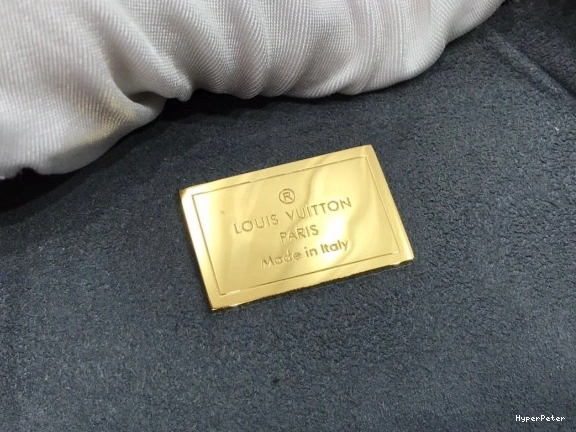 ®
LOUIS VUITTON
PARIS
Made in Italy
HyperPeter